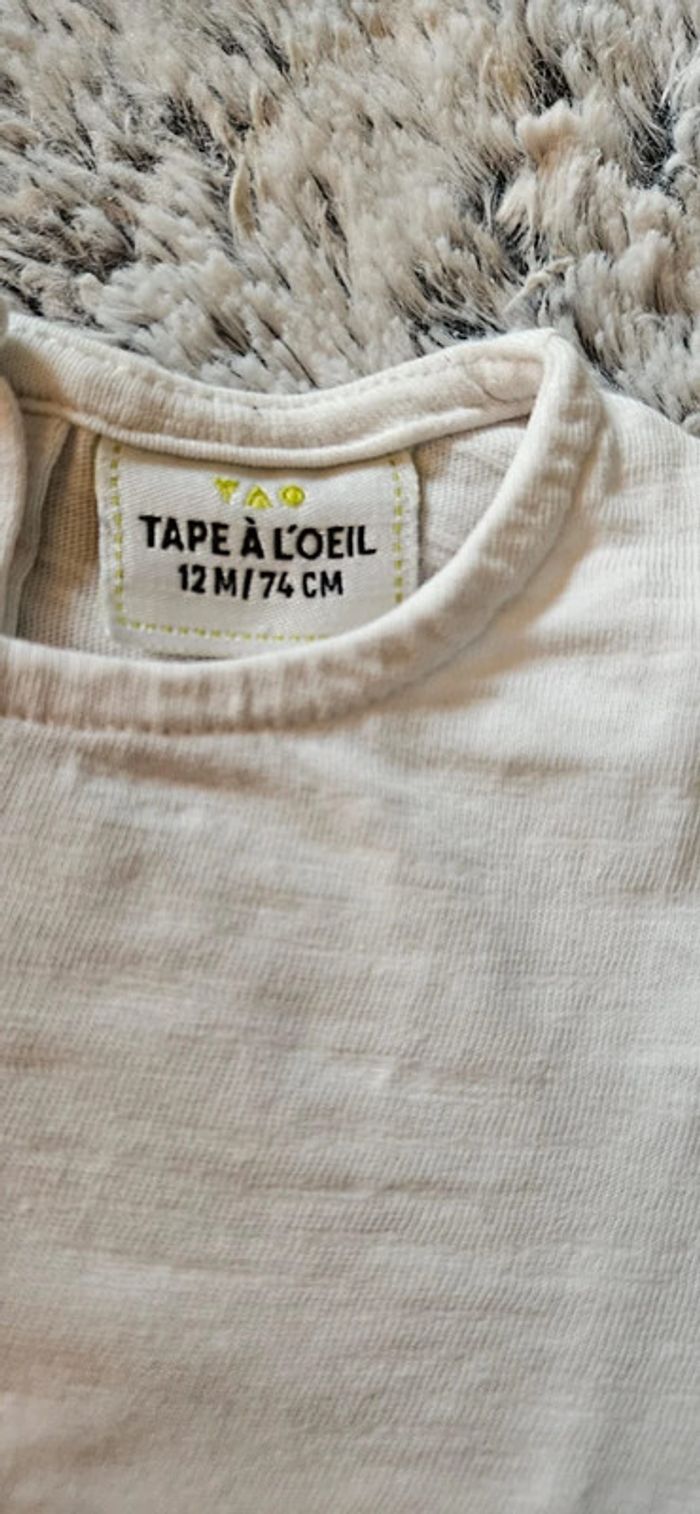 TAO
TAPE À L'OEIL
12 M/74 CM